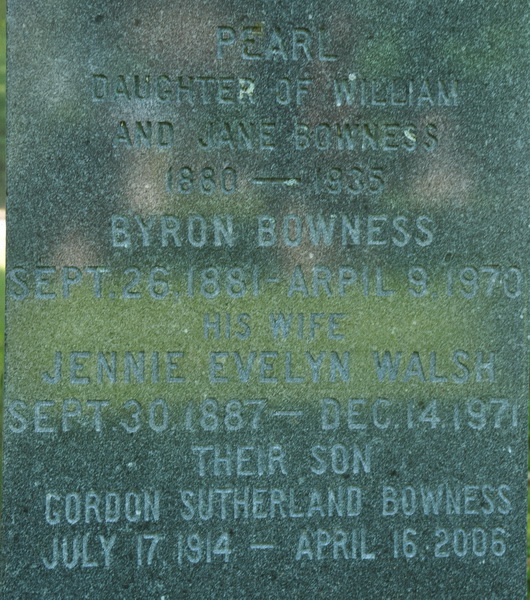 PEARL
DAUGHTER OF WILLIAM
AND JANE BOWNESS
1880 — 1935
BYRON BOWNESS
SEPT. 26, 1881 - ARPIL 9, 1970
HIS WIFE
JENNIE EVELYN WALSH
SEPT. 30. 1887 — DEC. 14. 1971
THEIR SON
GORDON SUTHERLAND BOWNESS
JULY 17 1914 — APRIL 16, 2006